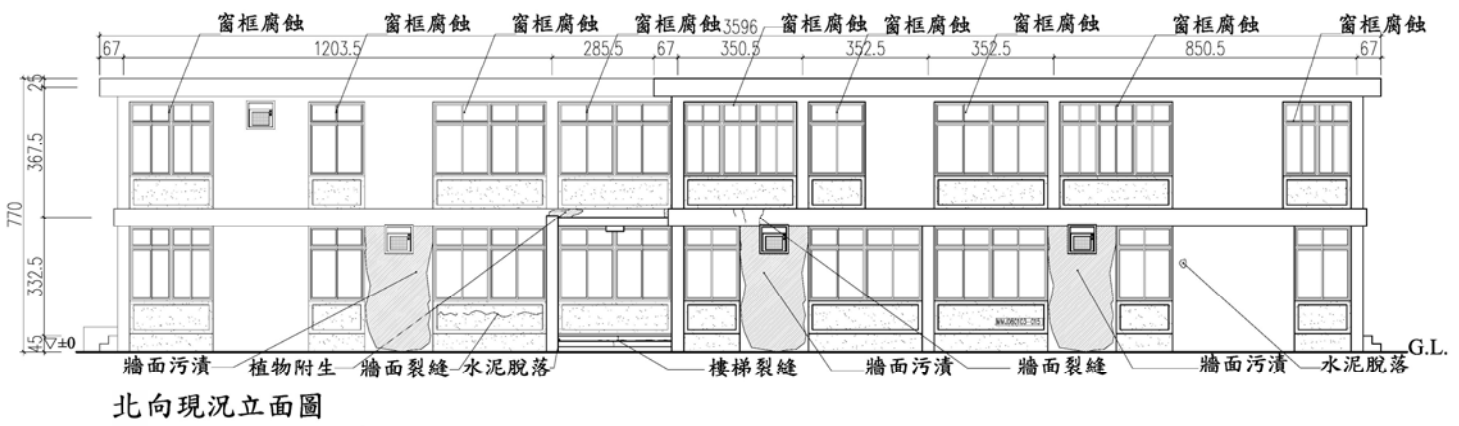 窗框腐蝕 窗框腐蝕 窗框腐蝕 窗框腐蝕 3596 窗框腐蝕 窗框腐蝕 窗框腐蝕 窗框腐蝕 窗框腐蝕
67 1203.5 285.5 67 350.5 352.5 352.5 850.5 67
25
367.5
770
332.5
45
±0
G.L.
牆面污漬 植物附生 牆面裂縫 水泥脫落 樓梯裂縫 牆面污漬 牆面裂縫 牆面污漬 水泥脫落
北向現況立面圖